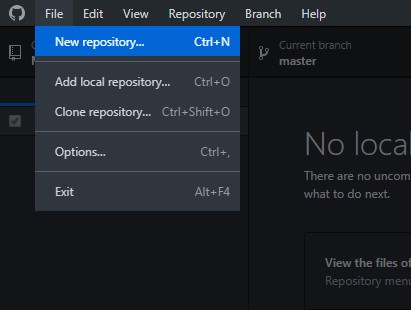 File Edit View Repository Branch Help
New repository... Ctrl+N
Add local repository... Ctrl+O
Clone repository... Ctrl+Shift+O
Options... Ctrl+,
Exit Alt+F4
Current branch
master
No local
There are no uncom
what to do next.
View the files of
Repository menu